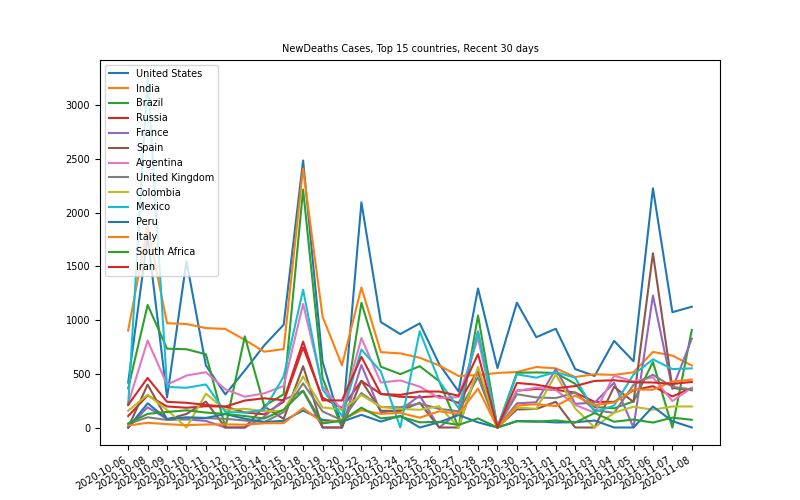 NewDeaths Cases, Top 15 countries, Recent 30 days
3000
2500
2000
1500
1000
500
0
United States
India
Brazil
Russia
France
Spain
Argentina
United Kingdom
Colombia
Mexico
Peru
Italy
South Africa
Iran
2020-10-06
2020-10-08
2020-10-09
2020-10-10
2020-10-11
2020-10-12
2020-10-13
2020-10-14
2020-10-15
2020-10-18
2020-10-19
2020-10-20
2020-10-22
2020-10-23
2020-10-24
2020-10-25
2020-10-26
2020-10-27
2020-10-28
2020-10-29
2020-10-30
2020-10-31
2020-11-01
2020-11-02
2020-11-03
2020-11-04
2020-11-05
2020-11-06
2020-11-07
2020-11-08